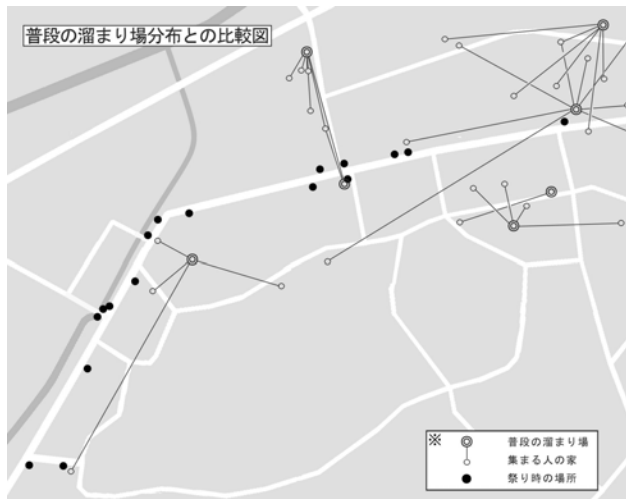 普段の溜まり場分布との比較図
※
普段の溜まり場
集まる人の家
祭り時の場所